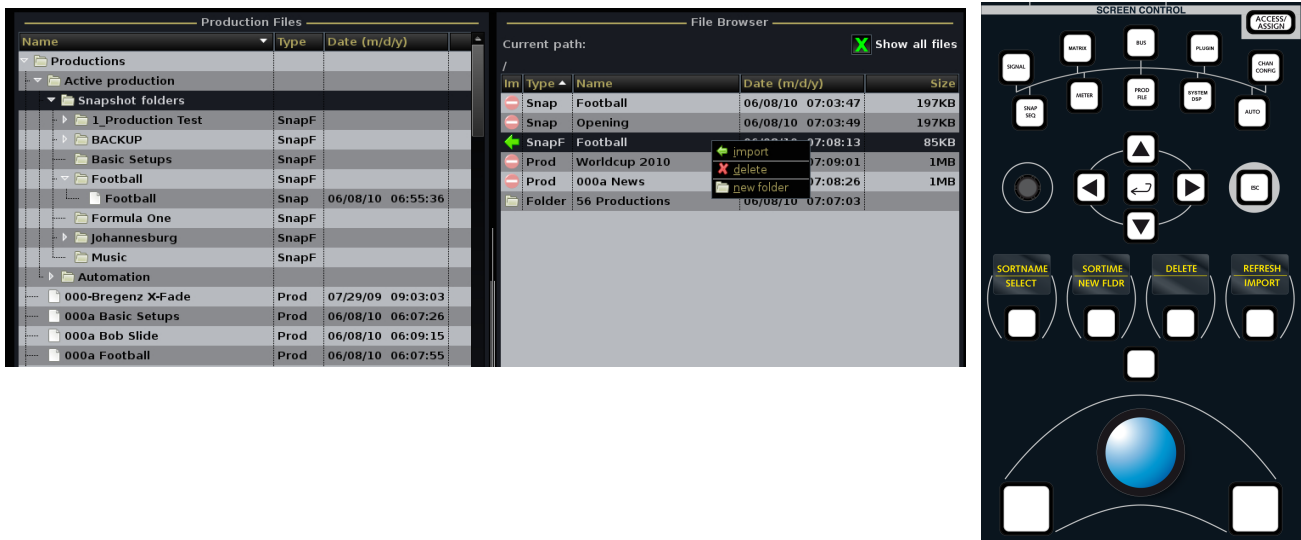 Production Files
Name Type Date (m/d/y)
Productions
Active production
Snapshot folders
1_Production Test SnapF
BACKUP SnapF
Basic Setups SnapF
Football SnapF
Football Snap 06/08/10 06:55:36
Formula One SnapF
Johannesburg SnapF
Music SnapF
Automation
000-Bregenz X-Fade Prod 07/29/09 09:03:03
000a Basic Setups Prod 06/08/10 06:07:26
000a Bob Slide Prod 06/08/10 06:09:15
000a Football Prod 06/08/10 06:07:55
File Browser
Current path: X Show all files
/
Im Type Name Date (m/d/y) Size
Snap Football 06/08/10 07:03:47 197KB
Snap Opening 06/08/10 07:03:49 197KB
SnapF Football 07:08:13 85KB
Prod Worldcup 2010 07:09:01 1MB
Prod 000a News 07:08:26 1MB
Folder 56 Productions 06/08/10 07:07:03
import
delete
new folder
SCREEN CONTROL
ACCESS/
ASSIGN
SIGNAL
MATRIX
BUS
PLUGIN
CHAN
CONFIG
SNAP
SEQ
METER
PROD
FILE
SYSTEM
DSP
AUTO
ESC
SORTNAME
SELECT
SORTIME
NEW FLDR
DELETE
REFRESH
IMPORT